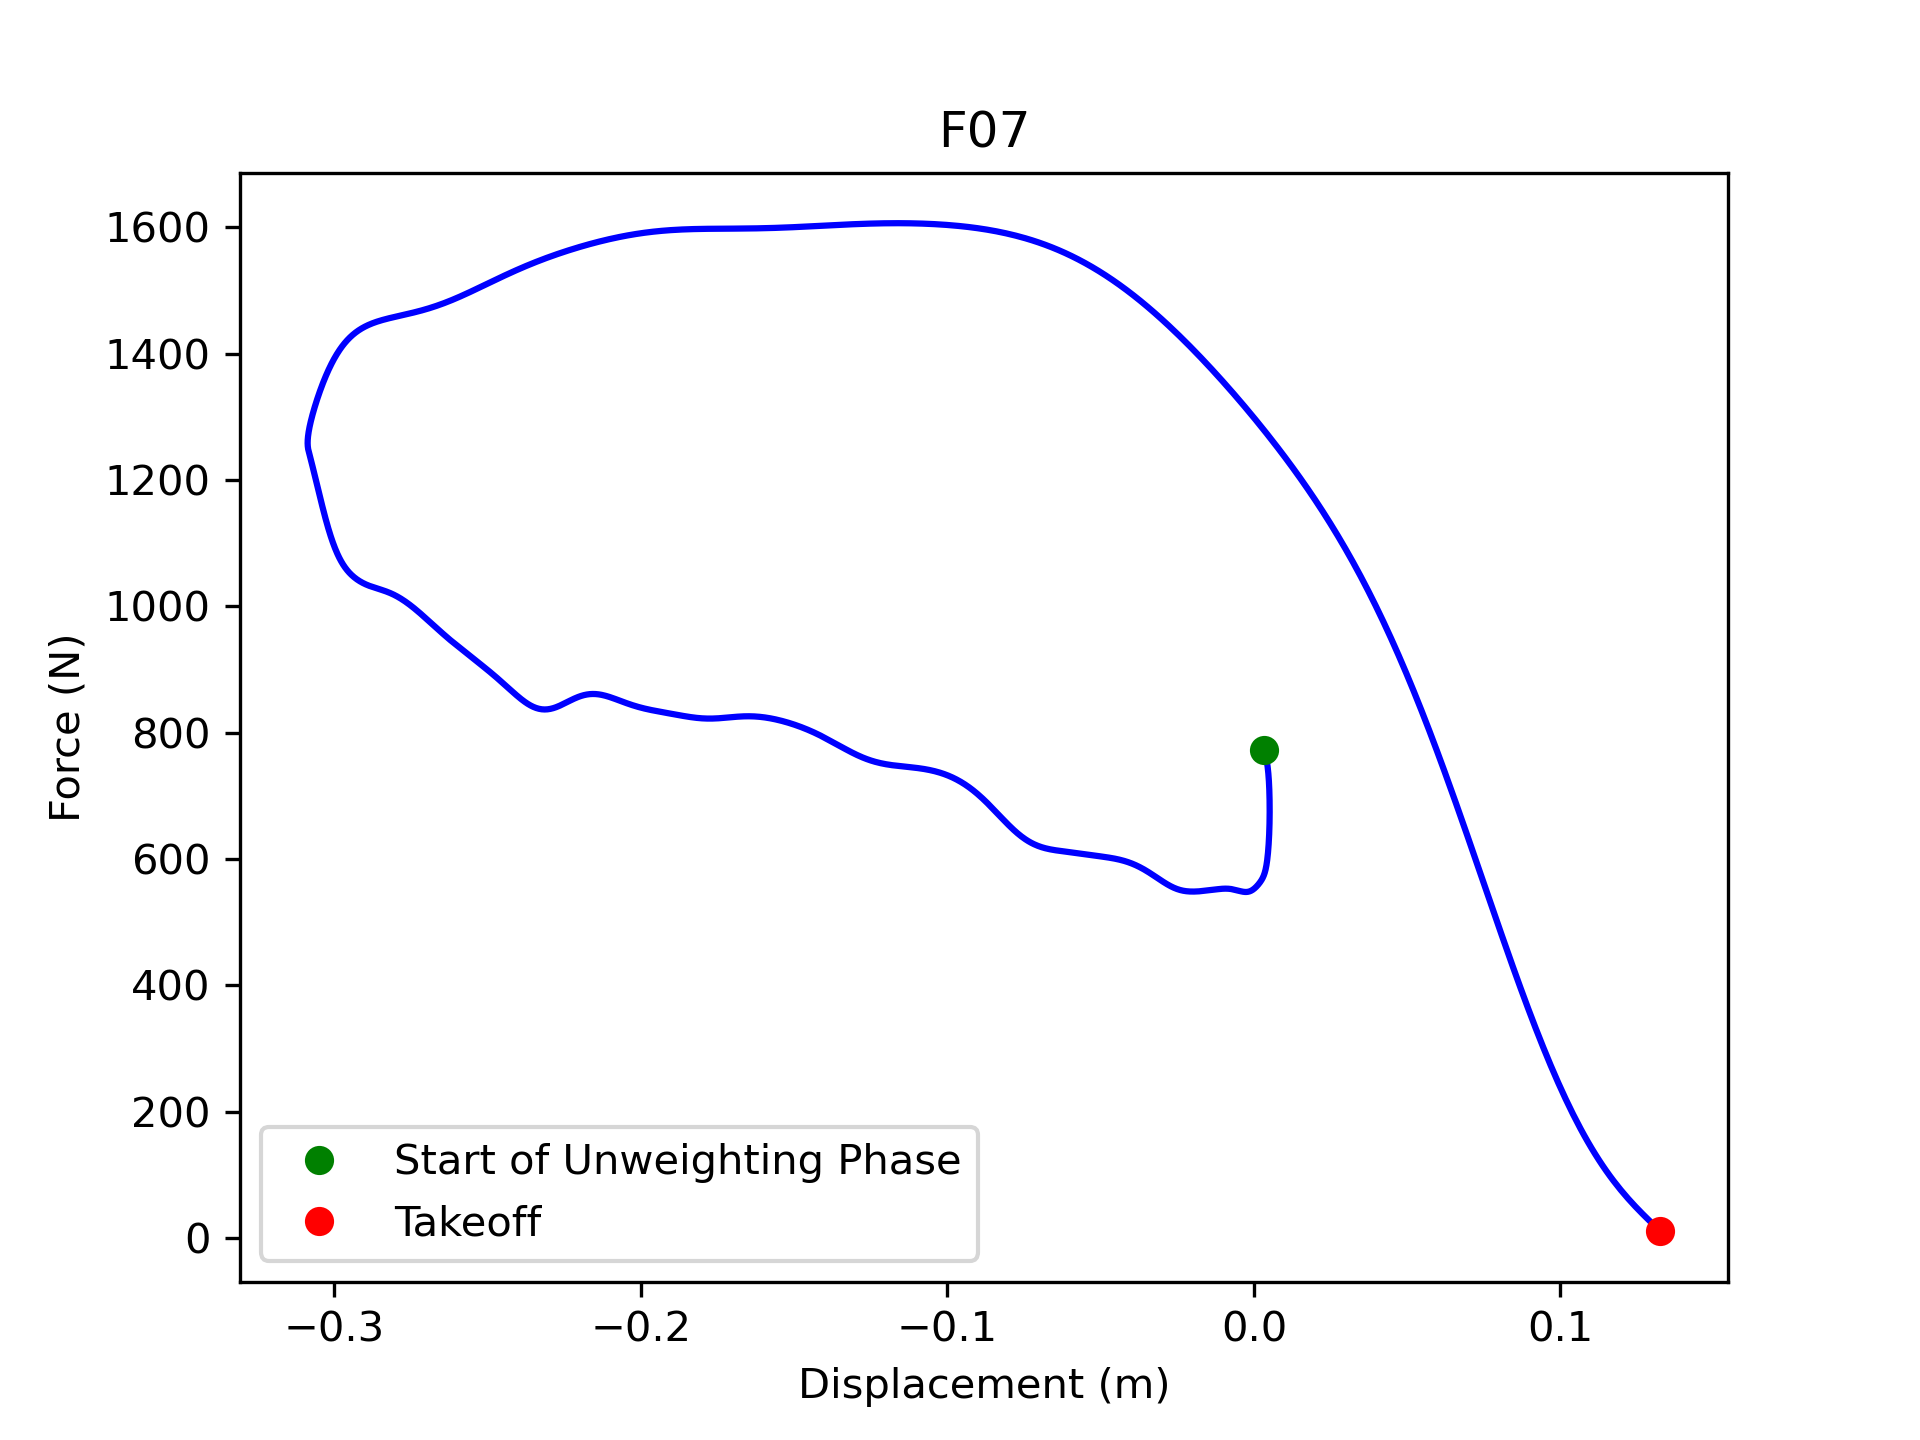 F07
1600
1400
1200
1000
800
600
400
200
0
Force (N)
Start of Unweighting Phase
Takeoff
−0.3 −0.2 −0.1 0.0 0.1
Displacement (m)